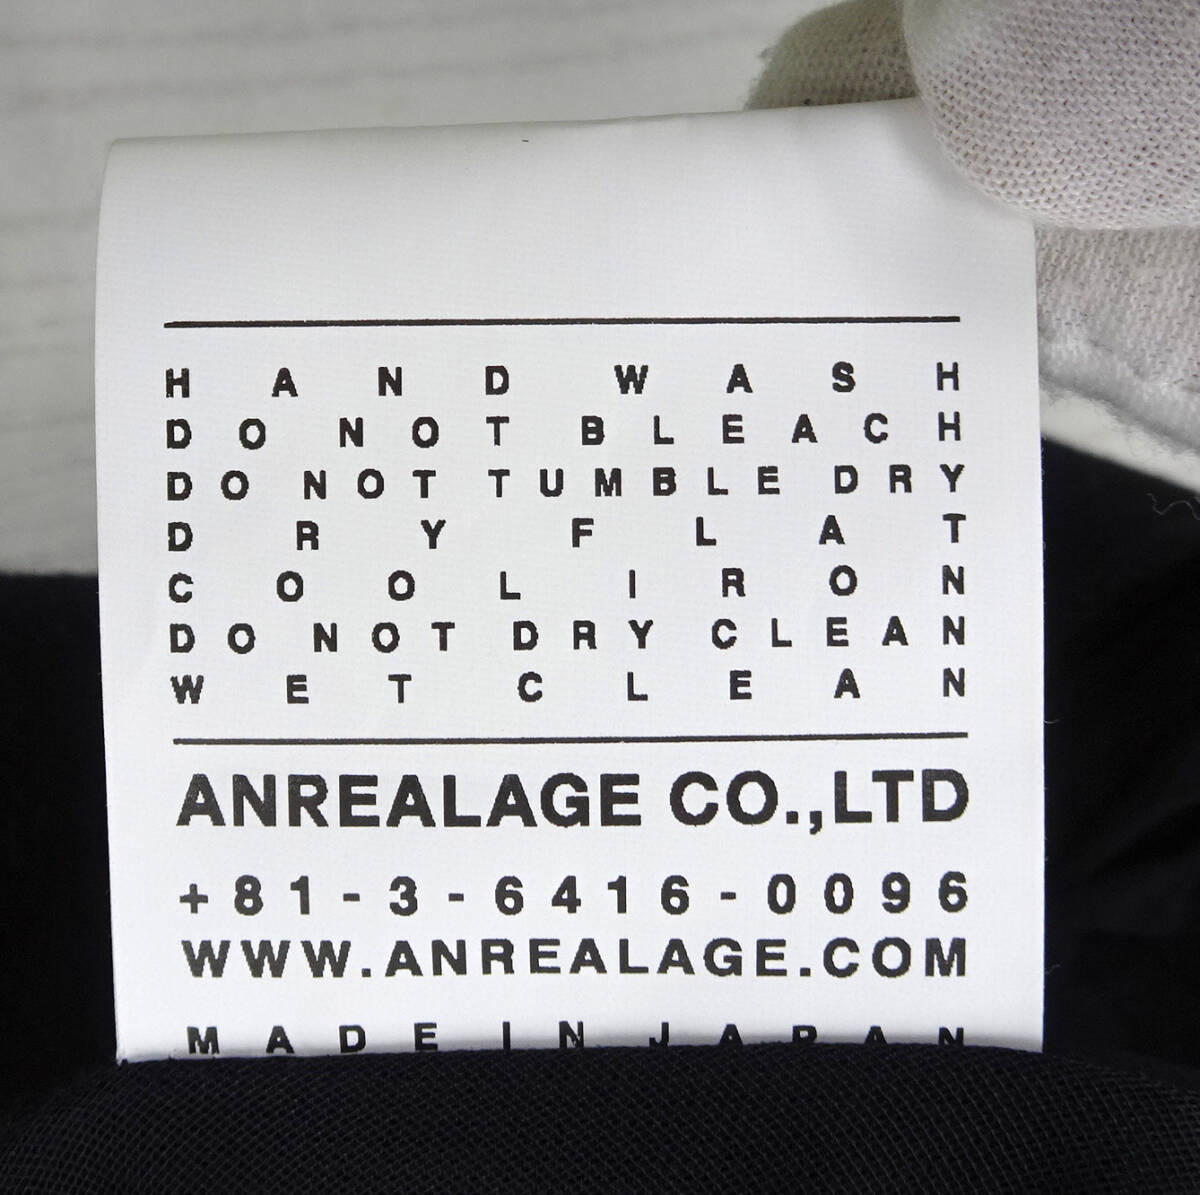 HAND WASH
DO NOT BLEACH
DO NOT TUMBLE DRY
DRY FLAT
COOL IRON
DO NOT DRY CLEAN
WET CLEAN
ANREALAGE CO.,LTD
+81-3-6416-0096
WWW.ANREALAGE.COM
MADE IN JAPAN